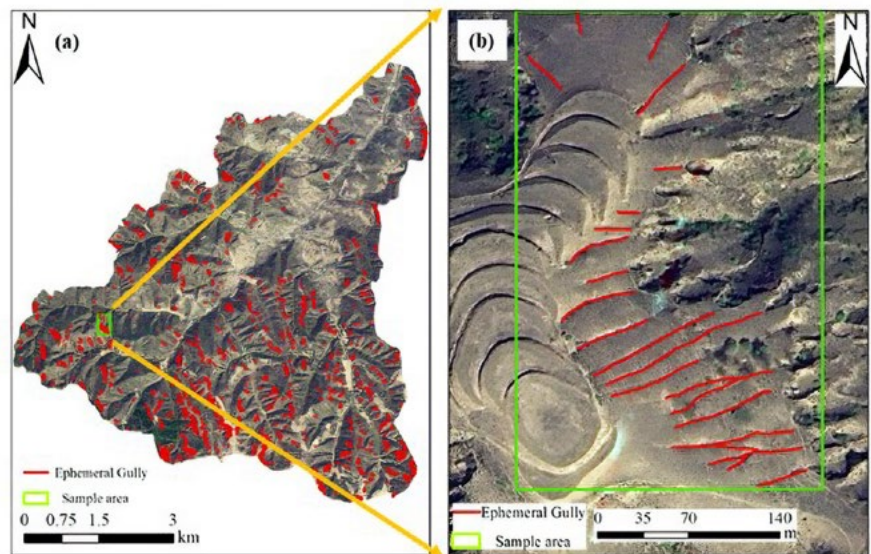 N
(a)
Ephemeral Gully
Sample area
0 0.75 1.5 3
km
(b)
N
Ephemeral Gully
Sample area
0 35 70 140
m